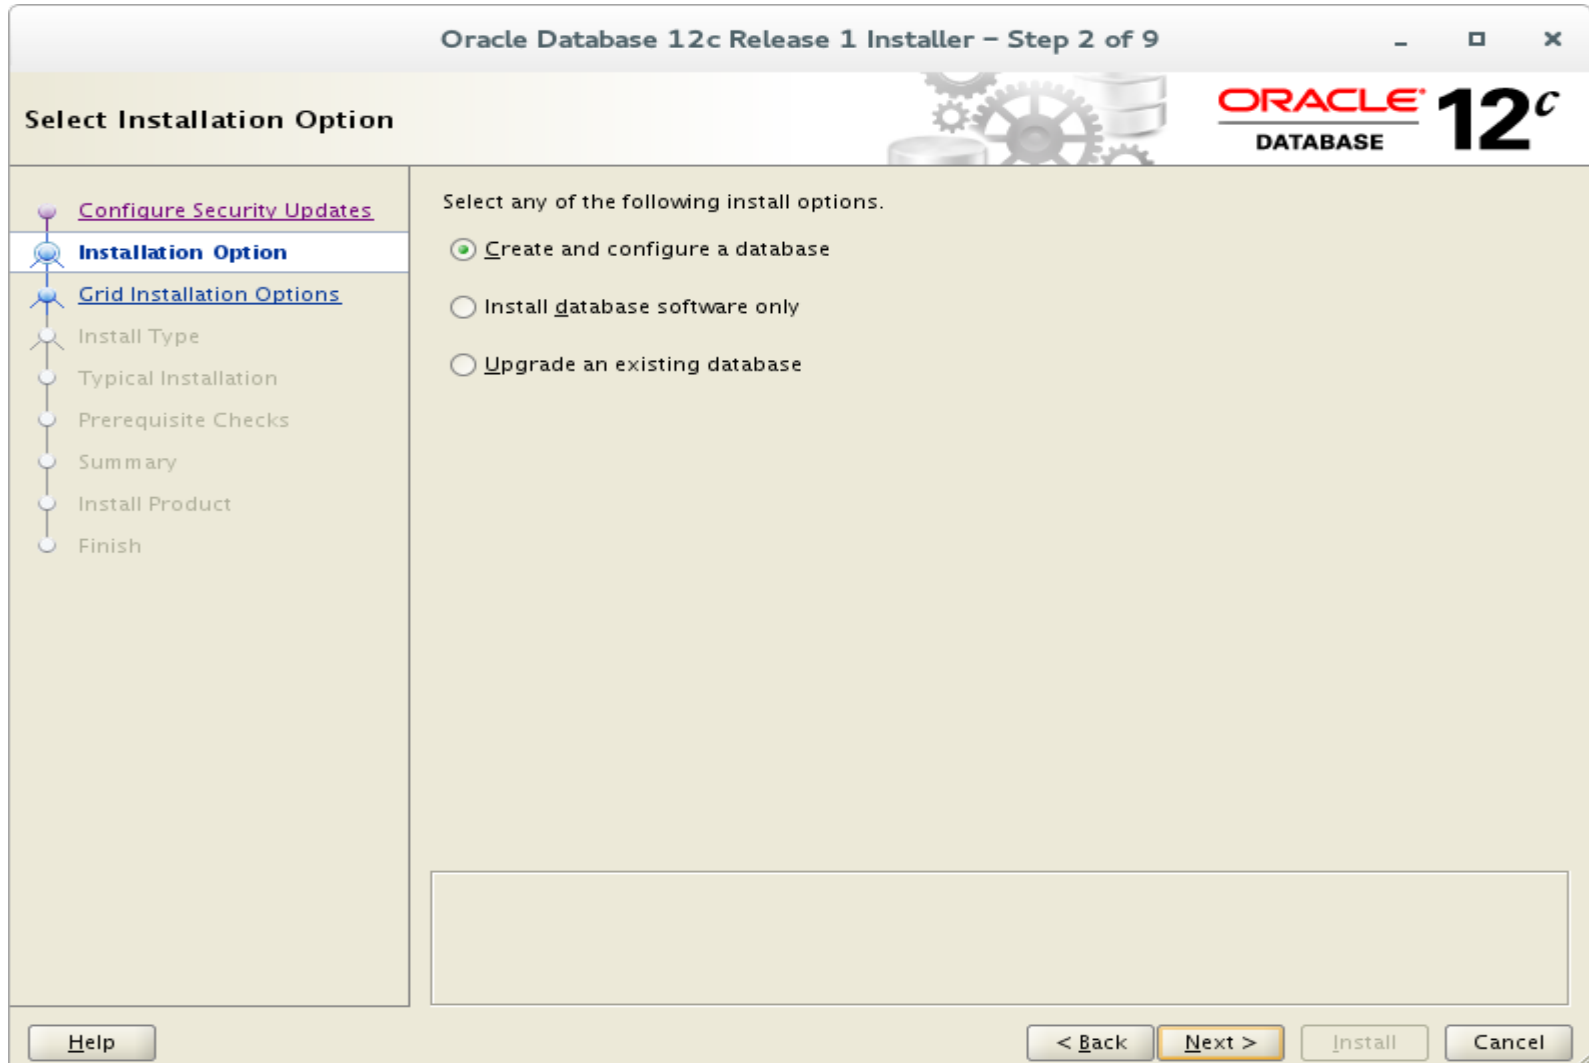 Oracle Database 12c Release 1 Installer – Step 2 of 9
Select Installation Option
ORACLE
DATABASE
12c
Configure Security Updates
Installation Option
Grid Installation Options
Install Type
Typical Installation
Prerequisite Checks
Summary
Install Product
Finish
Select any of the following install options.
Create and configure a database
Install database software only
Upgrade an existing database
Help
< Back
Next >
Install
Cancel